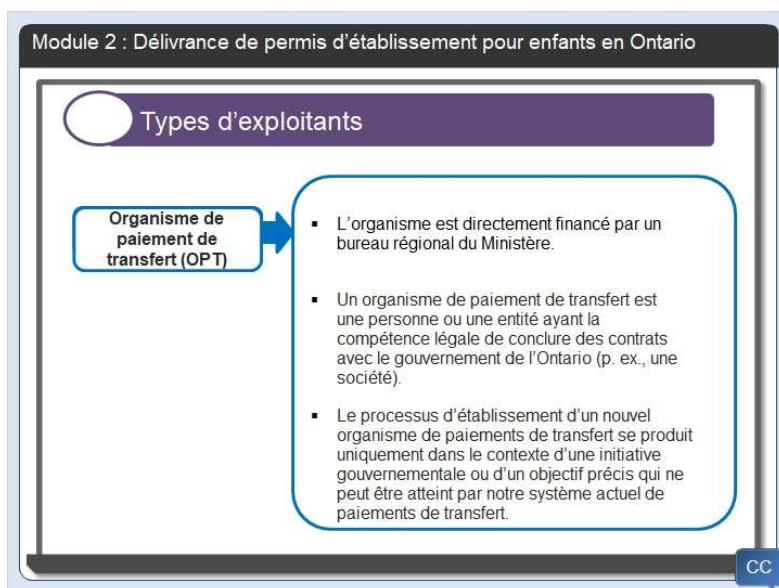 Module 2 : Délivrance de permis d'établissement pour enfants en Ontario
Types d'exploitants
Organisme de
paiement de
transfert (OPT)
▪ L'organisme est directement financé par un
bureau régional du Ministère.
▪ Un organisme de paiement de transfert est
une personne ou une entité ayant la
compétence légale de conclure des contrats
avec le gouvernement de l'Ontario (p. ex., une
société).
▪ Le processus d'établissement d'un nouvel
organisme de paiements de transfert se produit
uniquement dans le contexte d'une initiative
gouvernementale ou d'un objectif précis qui ne
peut être atteint par notre système actuel de
paiements de transfert.
CC